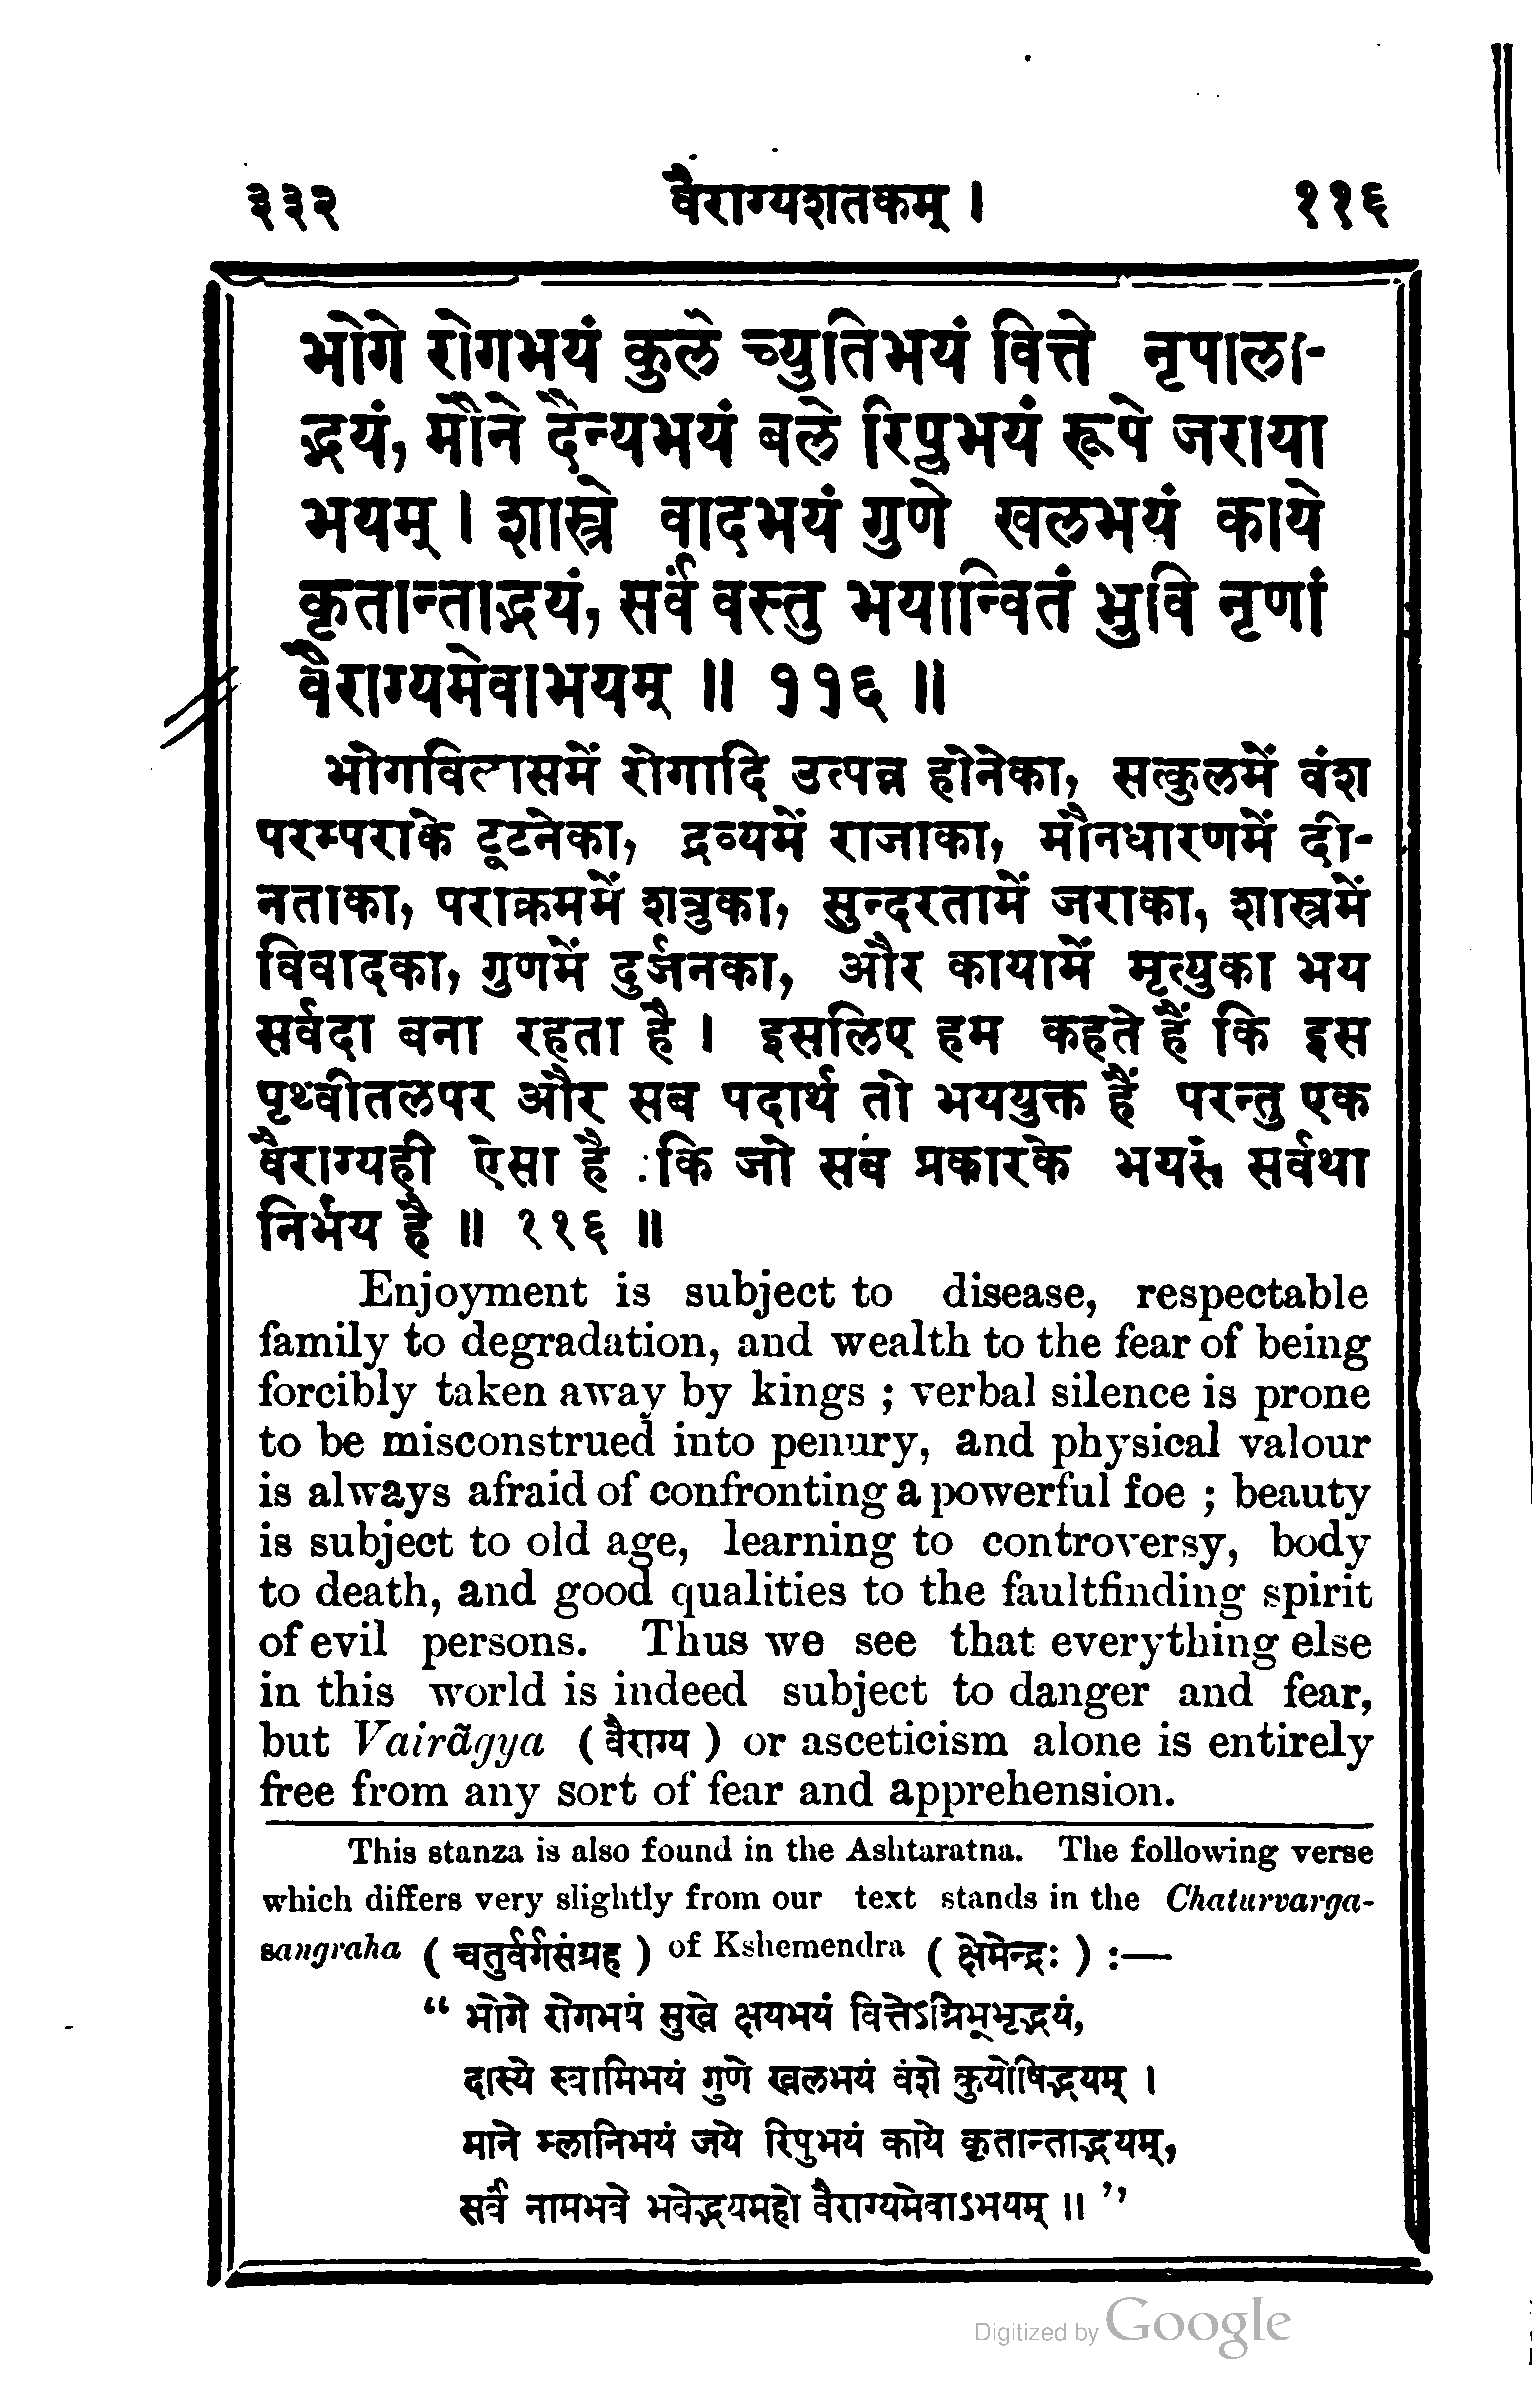 ३३२ वैराग्यशतकम् । ११६
भोगे रोगभयं कुले च्युतिभयं वित्ते नृपाला-
द्भयं, मौने दैन्यभयं बले रिपुभयं रूपे जराया
भयम् । शास्त्रे वादभयं गुणे खलभयं काये
कृतान्ताद्भयं, सर्वं वस्तु भयान्वितं भुवि नृणां
वैराग्यमेवाभयम् ॥ ११६ ॥
भोगविलासमें रोगादि उत्पन्न होनेका, सत्कुलमें वंश
परम्पराके टूटनेका, द्रव्यमें राजाका, मौनधारणमें दी-
नताका, पराक्रममें शत्रुका, सुन्दरतामें जराका, शास्त्रमें
विवादका, गुणमें दुर्जनका, और कायामें मृत्युका भय
सर्वदा बना रहता है । इसलिए हम कहते हैं कि इस
पृथ्वीतलपर और सब पदार्थ तो भययुक्त हैं परन्तु एक
वैराग्यही ऐसा है कि जो सब प्रकारके भयसे सर्वथा
निर्भय है ॥ ११६ ॥
Enjoyment is subject to disease, respectable
family to degradation, and wealth to the fear of being
forcibly taken away by kings ; verbal silence is prone
to be misconstrued into penury, and physical valour
is always afraid of confronting a powerful foe ; beauty
is subject to old age, learning to controversy, body
to death, and good qualities to the faultfinding spirit
of evil persons. Thus we see that everything else
in this world is indeed subject to danger and fear,
but Vairãgya ( वैराग्य ) or asceticism alone is entirely
free from any sort of fear and apprehension.
This stanza is also found in the Ashtaratna. The following verse
which differs very slightly from our text stands in the Chaturvarga-
sangraha ( चतुर्वर्गसंग्रह ) of Kshemendra ( क्षेमेन्द्रः ) :—
“ भोगे रोगभयं सुखे क्षयभयं वित्तेऽग्निभूभृद्भयं,
दास्ये स्वामिभयं गुणे खलभयं वंशे कुयोषिद्भयम् ।
माने म्लानिभयं जये रिपुभयं काये कृतान्ताद्भयम्,
सर्वं नामभवे भवेद्भयमहो वैराग्यमेवाऽभयम् ॥ ”
Digitized by Google